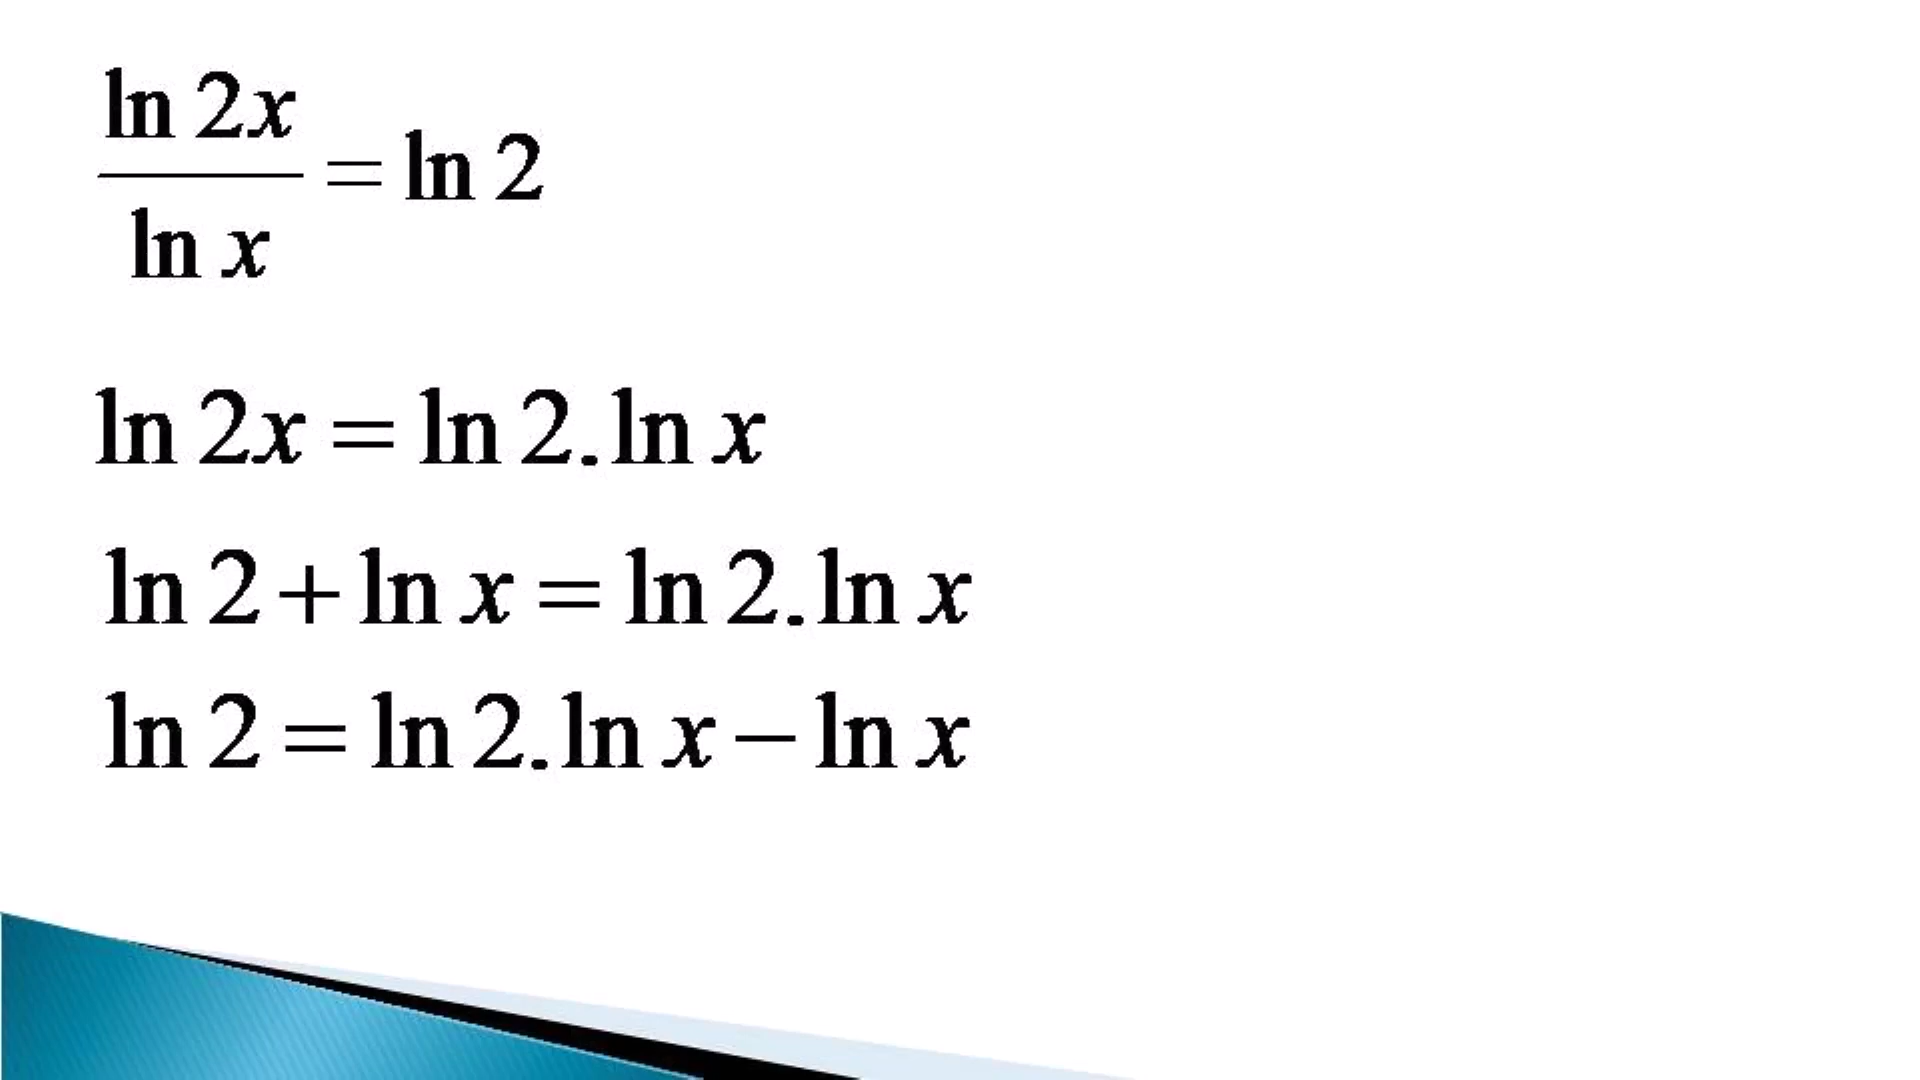 ln 2x / ln x = ln 2
ln 2x = ln 2. ln x
ln 2 + ln x = ln 2. ln x
ln 2 = ln 2. ln x − ln x